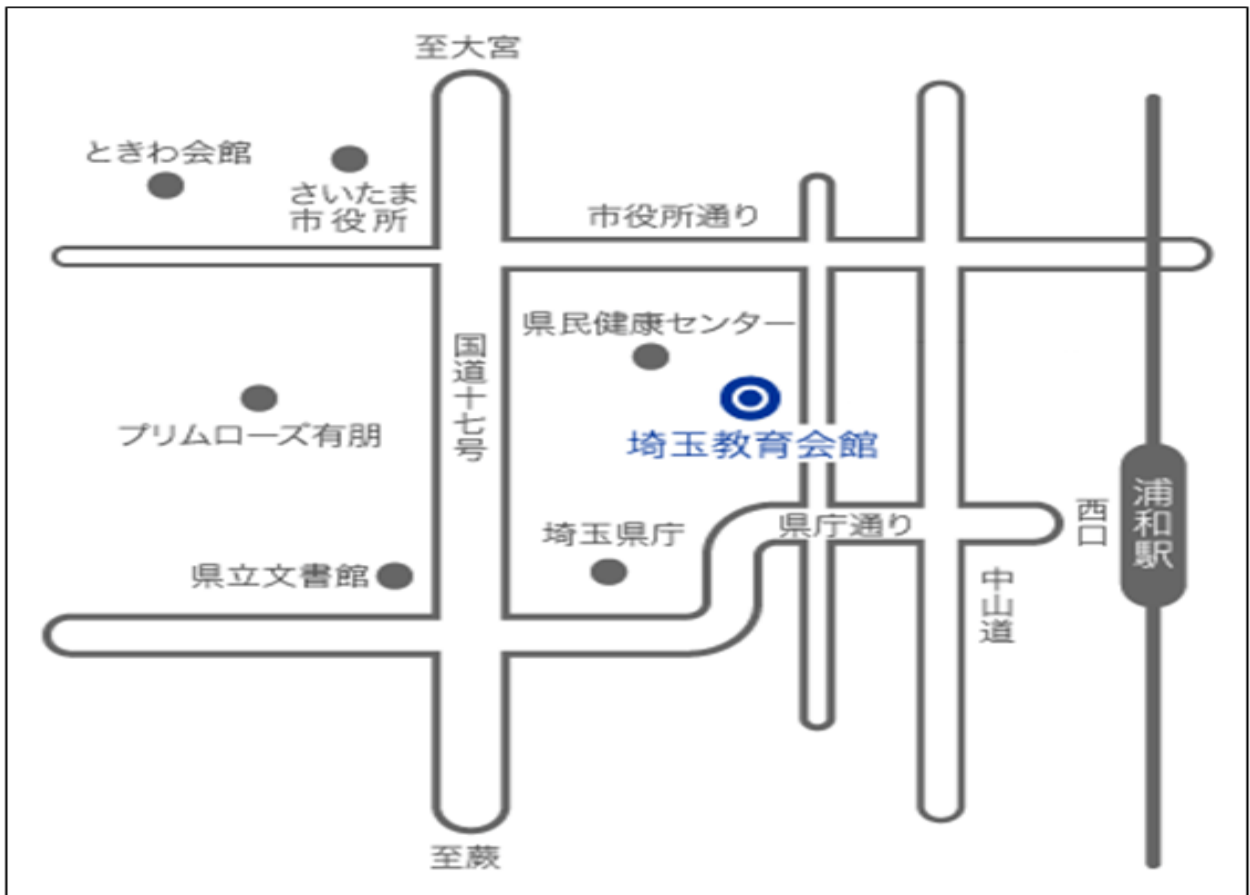 至大宮
ときわ会館
さいたま
市役所
市役所通り
県民健康センター
国道十七号
プリムローズ有朋
埼玉教育会館
県庁通り
西口
浦和駅
埼玉県庁
県立文書館
中山道
至蕨